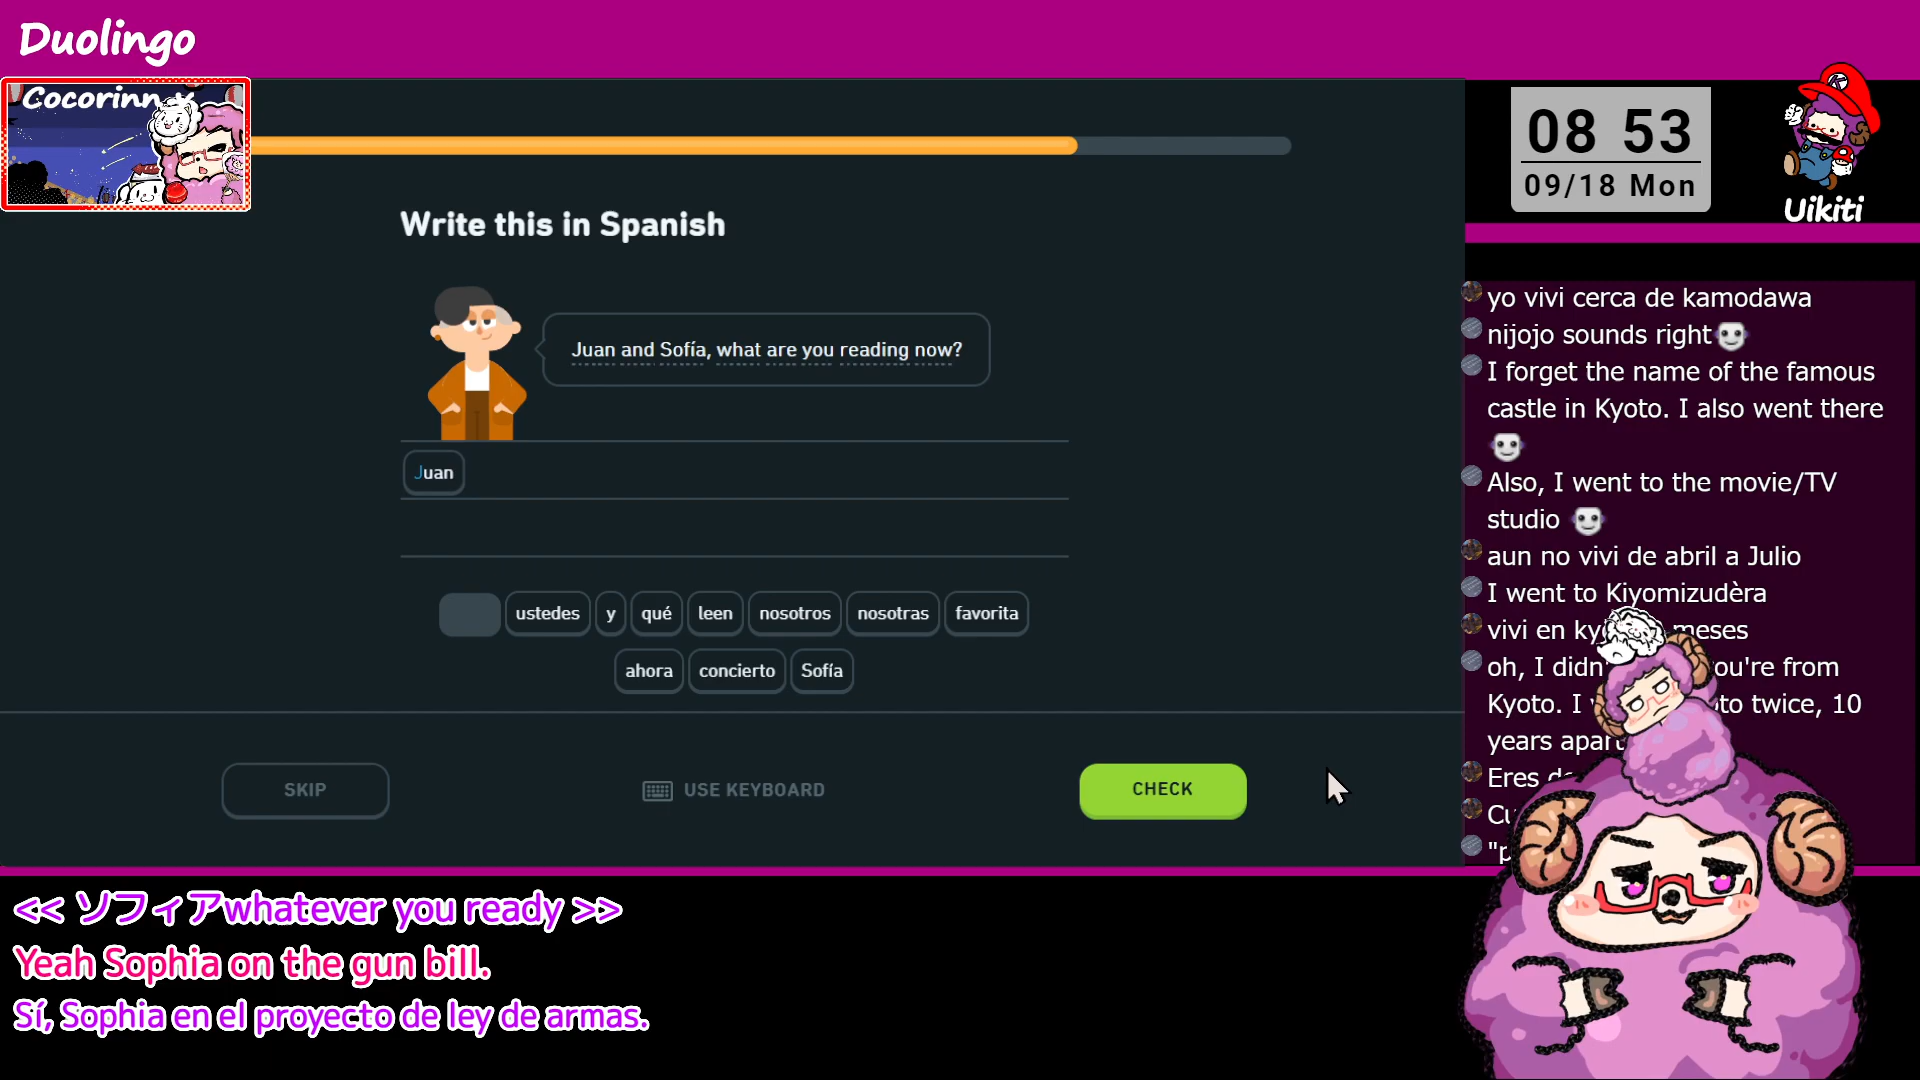 Duolingo
Cocorinn
08 53
09/18 Mon
Uikiti
Write this in Spanish
Juan and Sofía, what are you reading now?
Juan
ustedes y qué leen nosotros nosotras favorita
ahora concierto Sofía
SKIP
USE KEYBOARD
CHECK
yo vivi cerca de kamodawa
nijojo sounds right
I forget the name of the famous
castle in Kyoto. I also went there
Also, I went to the movie/TV
studio
aun no vivi de abril a Julio
I went to Kiyomizudèra
vivi en meses
oh, I you're from
Kyoto. I twice, 10
years apart
Eres
<< ソフィアwhatever you ready >>
Yeah Sophia on the gun bill.
Sí, Sophia en el proyecto de ley de armas.